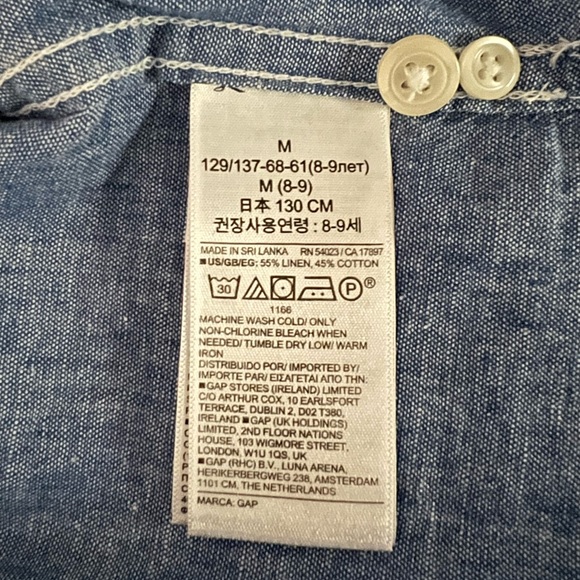 M
129/137-68-61(8-9лет)
M (8-9)
日本 130 CM
권장사용연령 : 8-9세
MADE IN SRI LANKA RN 54023 / CA 17897
■ US/GB/EG: 55% LINEN, 45% COTTON
30 P ®
1166
MACHINE WASH COLD/ ONLY
NON-CHLORINE BLEACH WHEN
NEEDED/ TUMBLE DRY LOW/ WARM
IRON
DISTRIBUIDO POR/ IMPORTED BY/
IMPORTE PAR/ ΕΙΣΑΓΕΤΑΙ ΑΠΟ ΤΗΝ:
■ GAP STORES (IRELAND) LIMITED
C/O ARTHUR COX, 10 EARLSFORT
TERRACE, DUBLIN 2, D02 T380,
IRELAND ■ GAP (UK HOLDINGS)
LIMITED, 2ND FLOOR NATIONS
HOUSE, 103 WIGMORE STREET,
LONDON, W1U 1QS, UK
■ GAP (RHC) B.V., LUNA ARENA,
HERIKERBERGWEG 238, AMSTERDAM
1101 CM, THE NETHERLANDS
MARCA: GAP